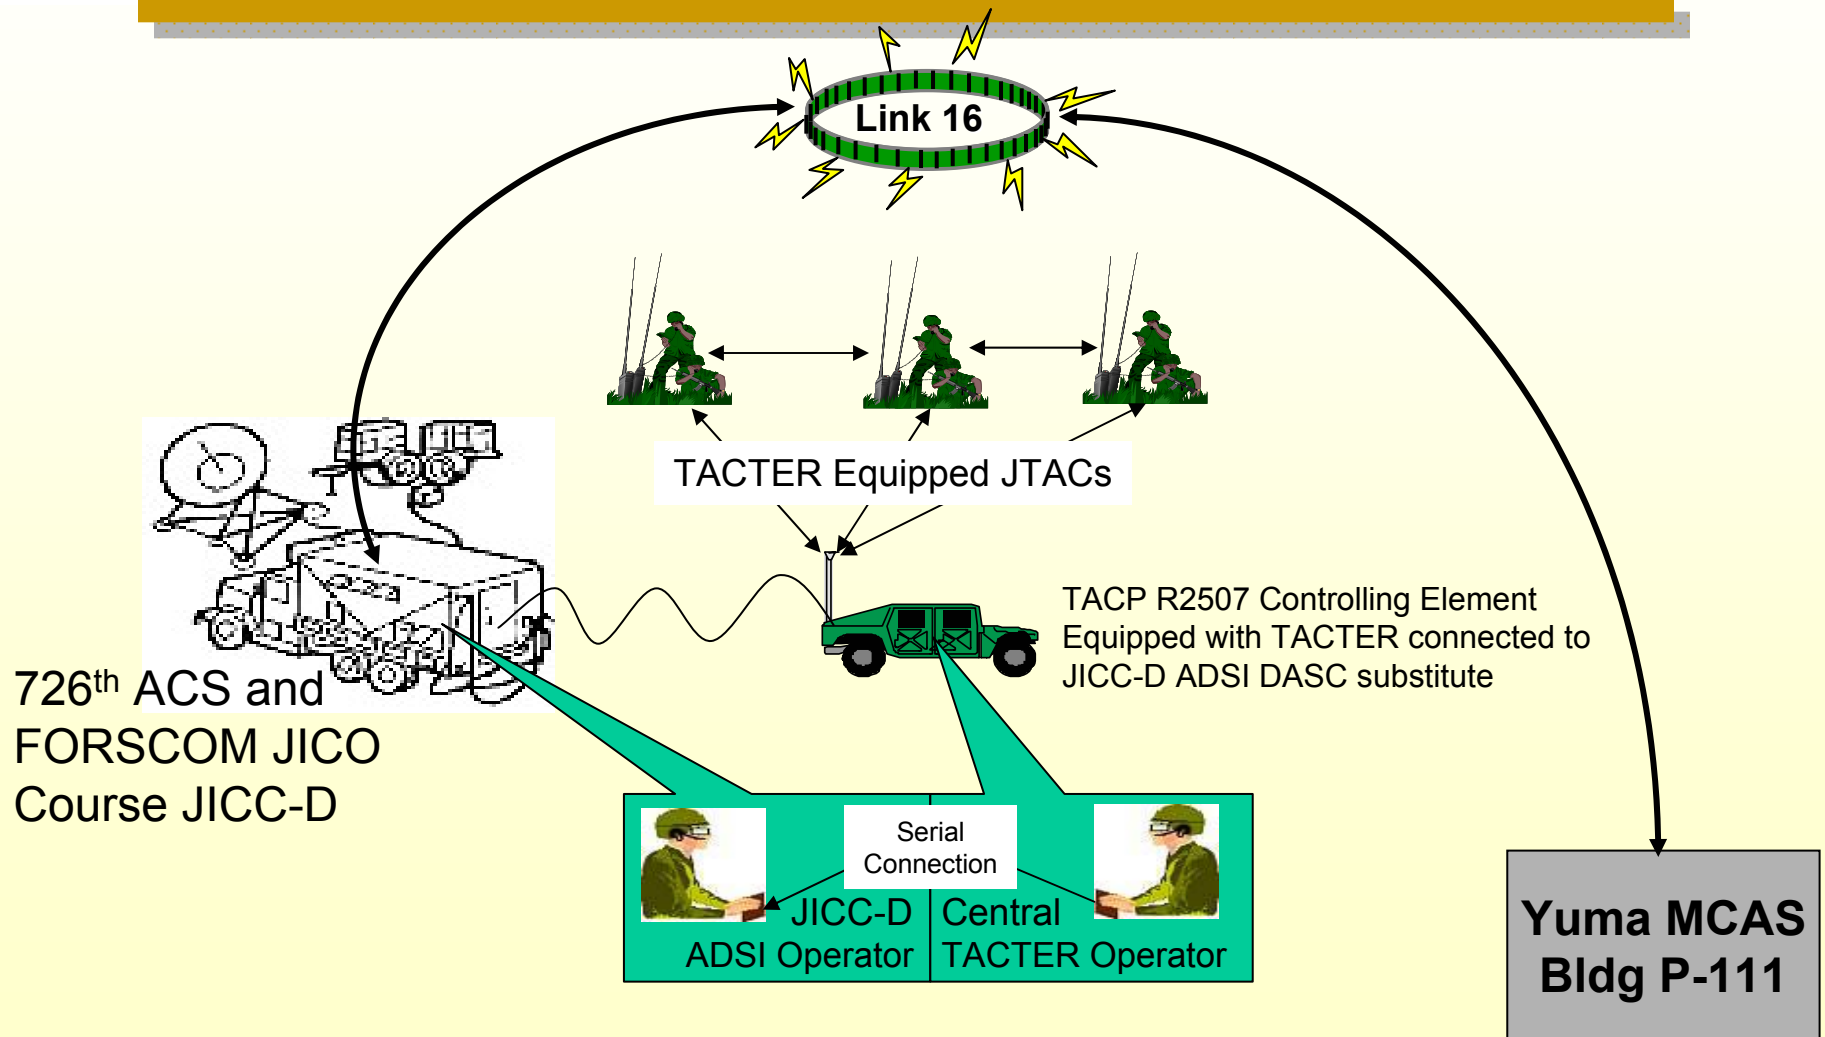 Link 16
TACTER Equipped JTACs
TACP R2507 Controlling Element
Equipped with TACTER connected to
JICC-D ADSI DASC substitute
726th ACS and
FORSCOM JICO
Course JICC-D
Serial
Connection
JICC-D
ADSI Operator
Central
TACTER Operator
Yuma MCAS
Bldg P-111